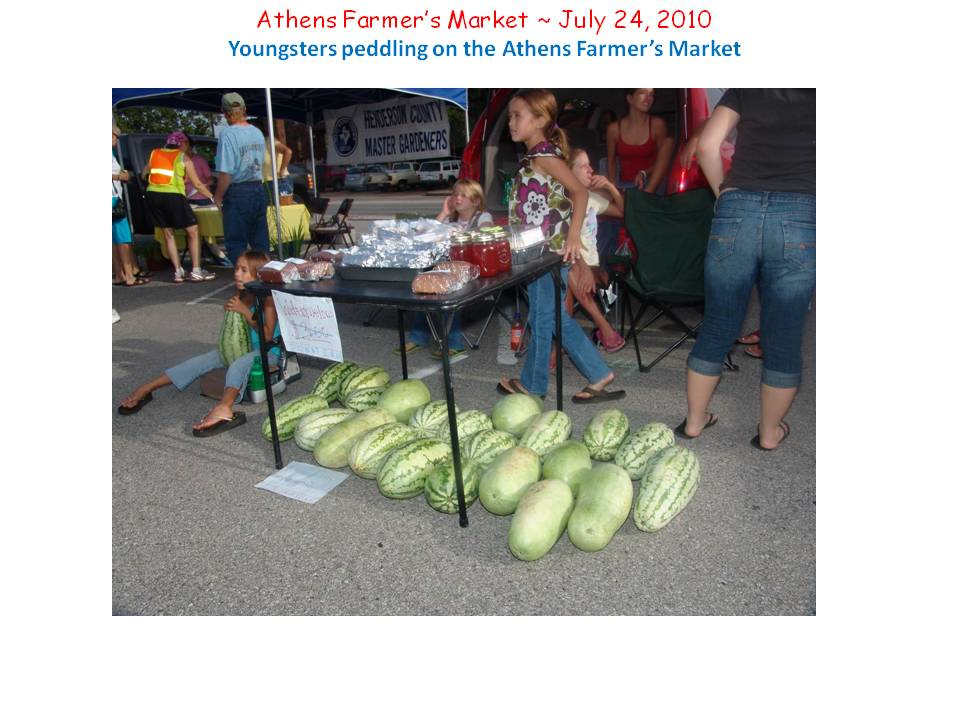 Athens Farmer's Market ~ July 24, 2010
Youngsters peddling on the Athens Farmer's Market
HENDERSON COUNTY
MASTER GARDENERS